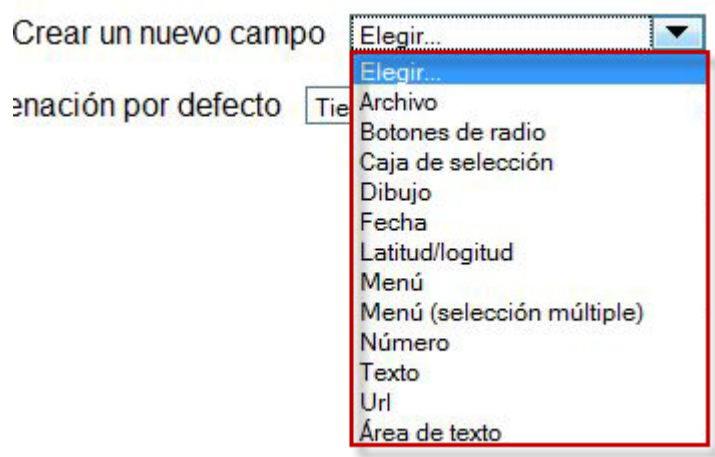 Crear un nuevo campo Elegir...
Elegir...
enación por defecto Tie Archivo
Botones de radio
Caja de selección
Dibujo
Fecha
Latitud/logitud
Menú
Menú (selección múltiple)
Número
Texto
Url
Área de texto